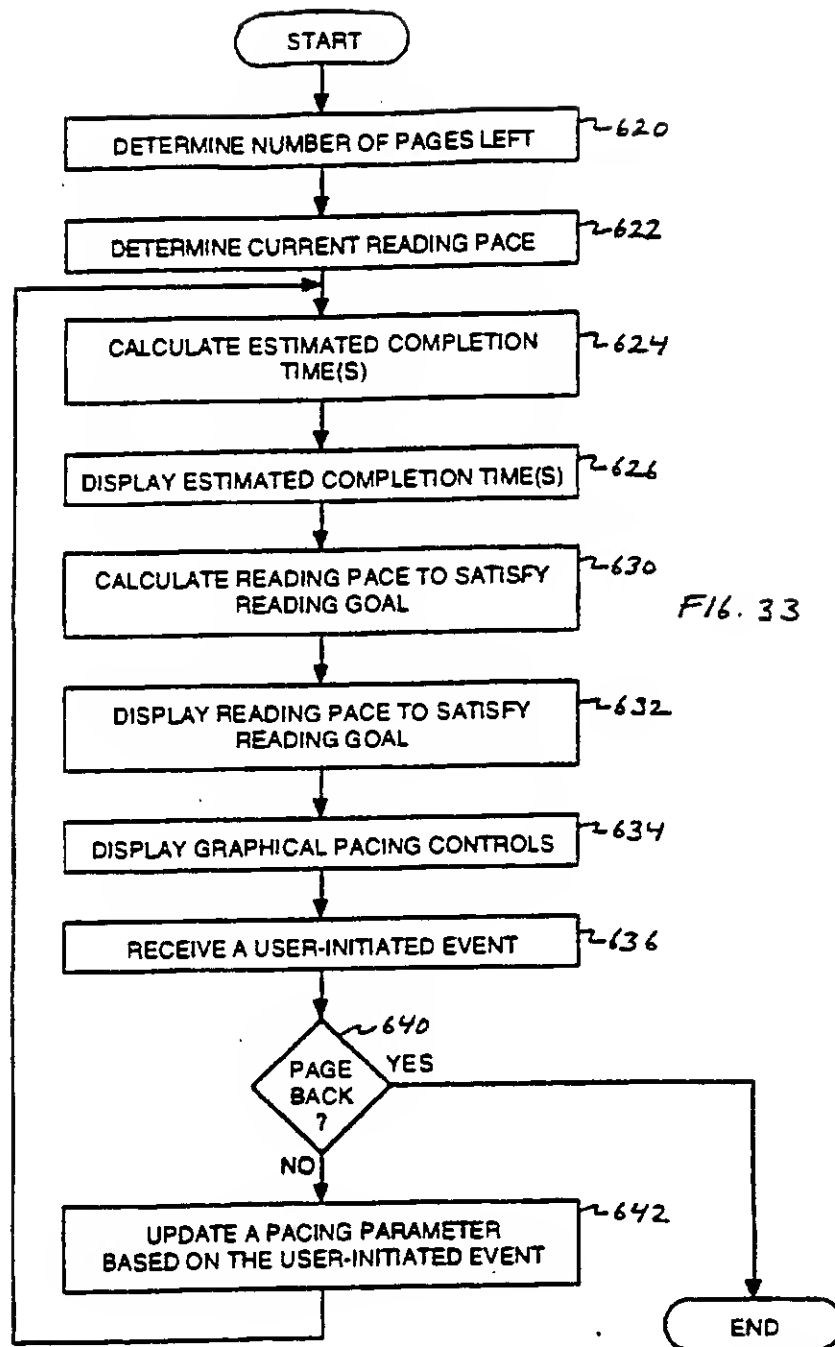 START
DETERMINE NUMBER OF PAGES LEFT
620
DETERMINE CURRENT READING PACE
622
CALCULATE ESTIMATED COMPLETION
TIME(S)
624
DISPLAY ESTIMATED COMPLETION TIME(S)
626
CALCULATE READING PACE TO SATISFY
READING GOAL
630
FIG. 33
DISPLAY READING PACE TO SATISFY
READING GOAL
632
DISPLAY GRAPHICAL PACING CONTROLS
634
RECEIVE A USER-INITIATED EVENT
636
640
PAGE
BACK
?
YES
NO
UPDATE A PACING PARAMETER
BASED ON THE USER-INITIATED EVENT
642
END